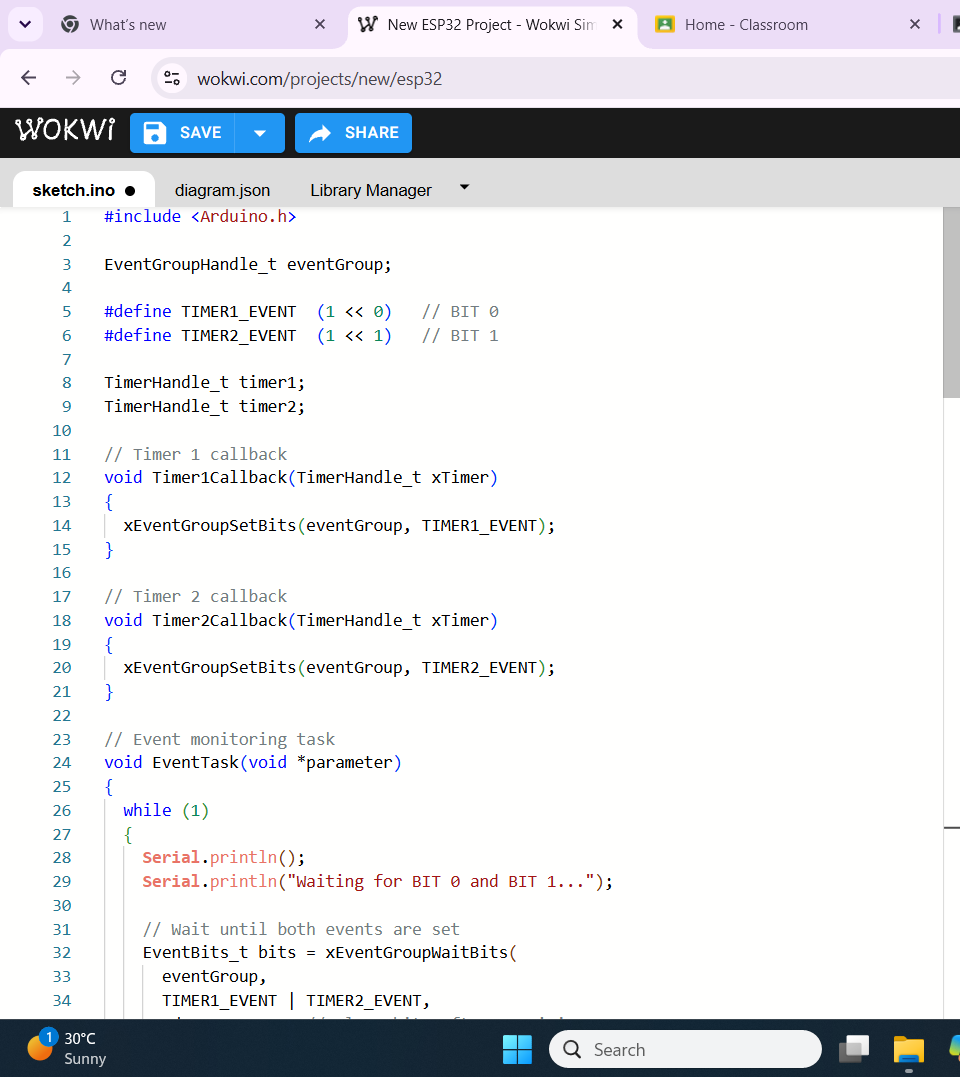 What's new
New ESP32 Project - Wokwi Sim
Home - Classroom
wokwi.com/projects/new/esp32
WOKWi
SAVE
SHARE
sketch.ino ●
diagram.json
Library Manager
1 #include <Arduino.h>
2
3 EventGroupHandle_t eventGroup;
4
5 #define TIMER1_EVENT  (1 << 0)   // BIT 0
6 #define TIMER2_EVENT  (1 << 1)   // BIT 1
7
8 TimerHandle_t timer1;
9 TimerHandle_t timer2;
10
11 // Timer 1 callback
12 void Timer1Callback(TimerHandle_t xTimer)
13 {
14   xEventGroupSetBits(eventGroup, TIMER1_EVENT);
15 }
16
17 // Timer 2 callback
18 void Timer2Callback(TimerHandle_t xTimer)
19 {
20   xEventGroupSetBits(eventGroup, TIMER2_EVENT);
21 }
22
23 // Event monitoring task
24 void EventTask(void *parameter)
25 {
26   while (1)
27   {
28     Serial.println();
29     Serial.println("Waiting for BIT 0 and BIT 1...");
30
31     // Wait until both events are set
32     EventBits_t bits = xEventGroupWaitBits(
33       eventGroup,
34       TIMER1_EVENT | TIMER2_EVENT,
1
30°C
Sunny
Search